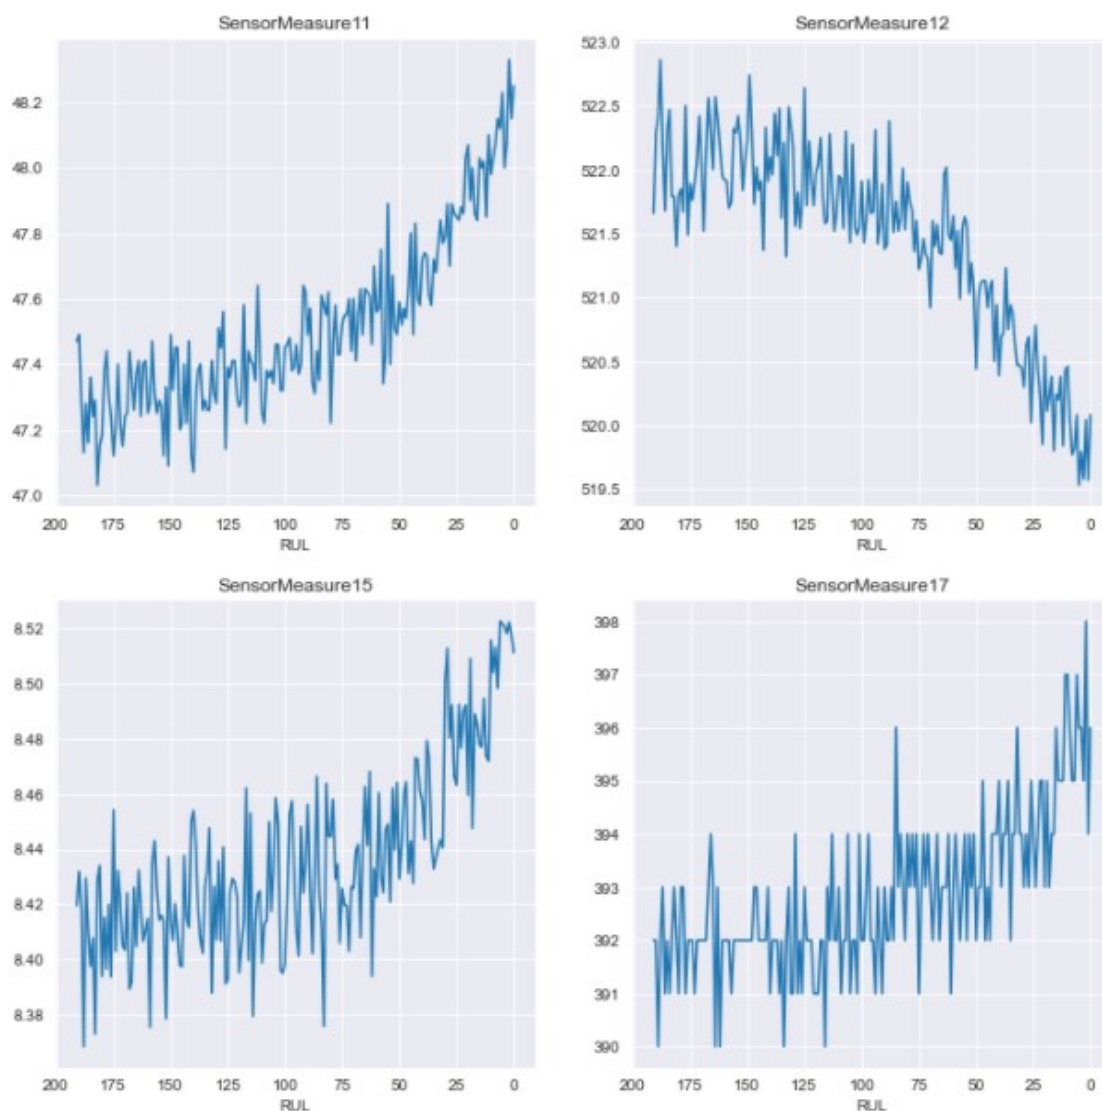 SensorMeasure11
48.2
48.0
47.8
47.6
47.4
47.2
47.0
200 175 150 125 100 75 50 25 0
RUL
SensorMeasure12
523.0
522.5
522.0
521.5
521.0
520.5
520.0
519.5
200 175 150 125 100 75 50 25 0
RUL
SensorMeasure15
8.52
8.50
8.48
8.46
8.44
8.42
8.40
8.38
200 175 150 125 100 75 50 25 0
RUL
SensorMeasure17
398
397
396
395
394
393
392
391
390
200 175 150 125 100 75 50 25 0
RUL